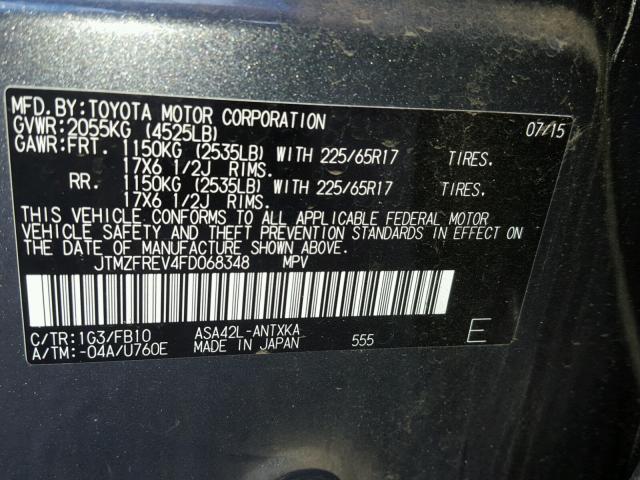 MFD.BY:TOYOTA MOTOR CORPORATION 07/15
GVWR:2055KG (4525LB)
GAWR:FRT. 1150KG (2535LB) WITH 225/65R17 TIRES.
17X6 1/2J RIMS.
RR. 1150KG (2535LB) WITH 225/65R17 TIRES.
17X6 1/2J RIMS.
THIS VEHICLE CONFORMS TO ALL APPLICABLE FEDERAL MOTOR
VEHICLE SAFETY AND THEFT PREVENTION STANDARDS IN EFFECT
ON THE DATE OF MANUFACTURE SHOWN ABOVE.
JTMZFREV4FD068348 MPV
C/TR:1G3/FB10 ASA42L-ANTXKA
A/TM:-04A/U760E MADE IN JAPAN 555 E